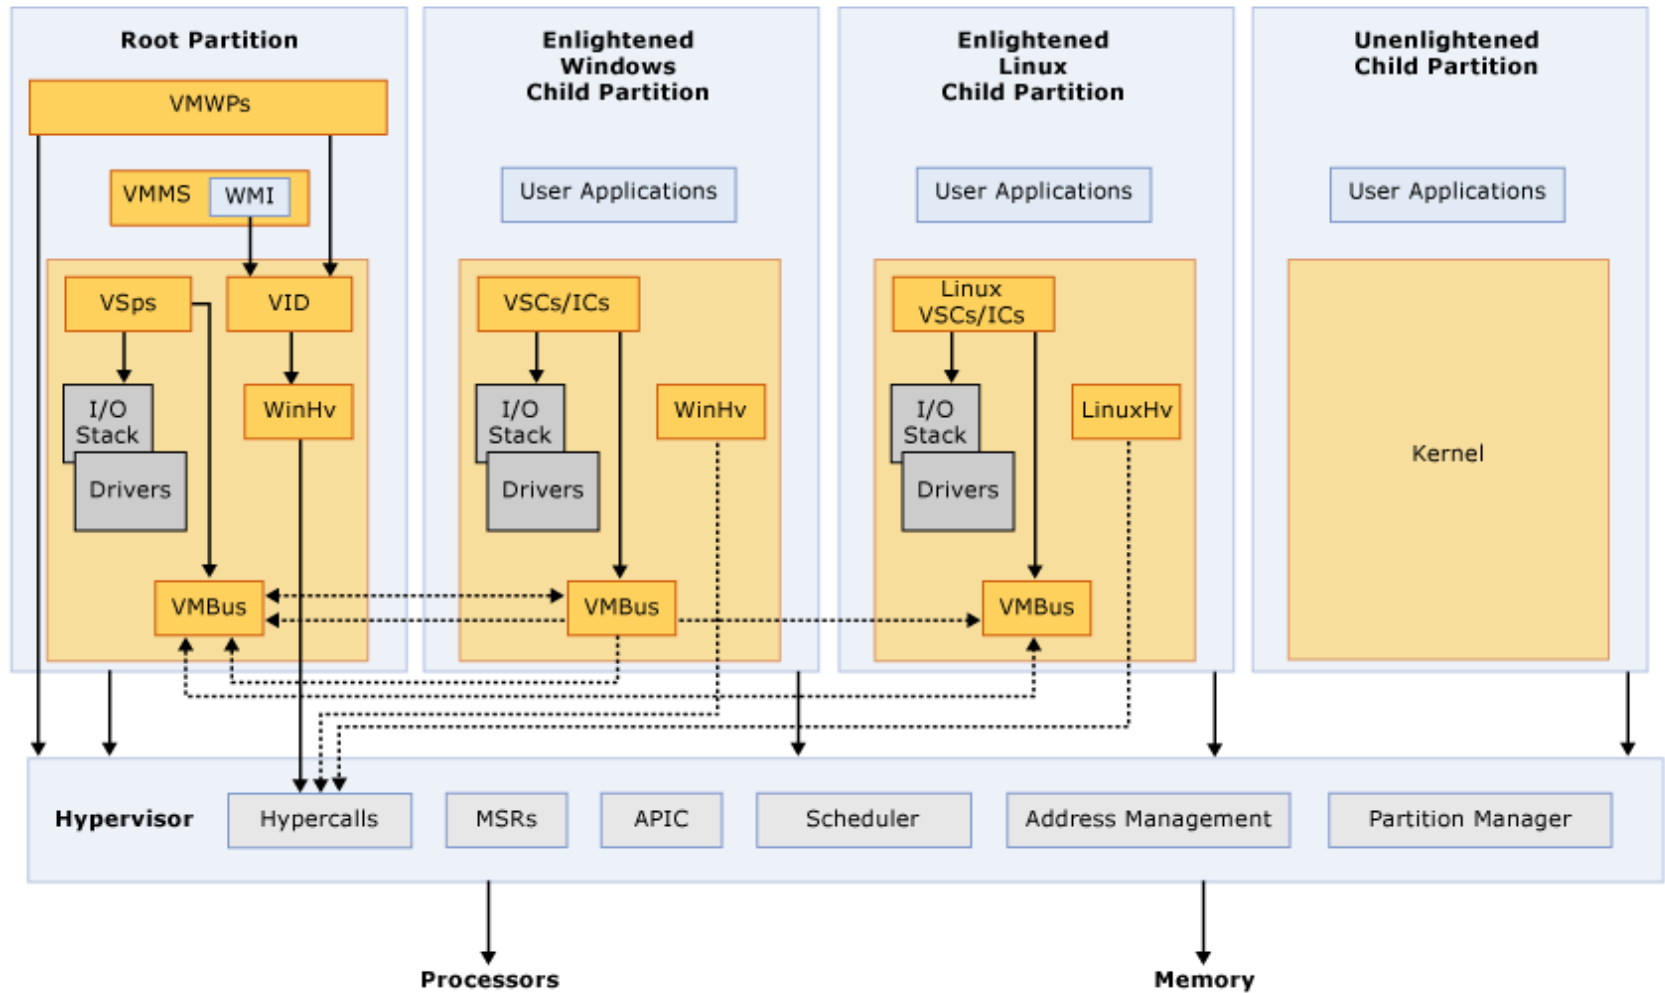 Root Partition
VMWPs
VMMS
WMI
VSps
VID
I/O
Stack
Drivers
WinHv
VMBus
Enlightened
Windows
Child Partition
User Applications
VSCs/ICs
I/O
Stack
Drivers
WinHv
VMBus
Enlightened
Linux
Child Partition
User Applications
Linux
VSCs/ICs
I/O
Stack
Drivers
LinuxHv
VMBus
Unenlightened
Child Partition
User Applications
Kernel
Hypervisor
Hypercalls
MSRs
APIC
Scheduler
Address Management
Partition Manager
Processors
Memory